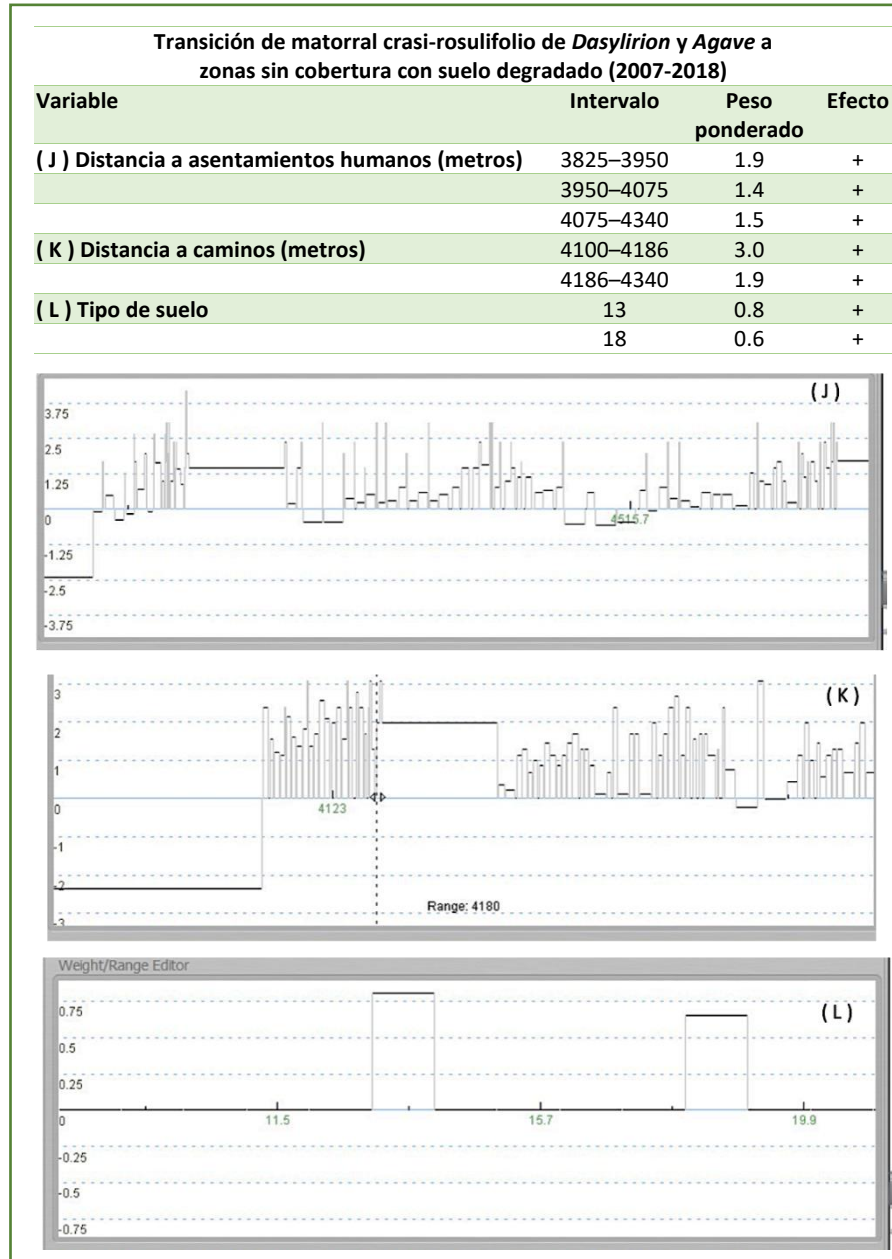 Transición de matorral crasi-rosulifolio de Dasylirion y Agave a
zonas sin cobertura con suelo degradado (2007-2018)
Variable Intervalo Peso ponderado Efecto
( J ) Distancia a asentamientos humanos (metros) 3825–3950 1.9 +
3950–4075 1.4 +
4075–4340 1.5 +
( K ) Distancia a caminos (metros) 4100–4186 3.0 +
4186–4340 1.9 +
( L ) Tipo de suelo 13 0.8 +
18 0.6 +
( J )
3.75
2.5
1.25
0
4515.7
-1.25
-2.5
-3.75
( K )
3
2
1
0
4123
-1
-2
Range: 4180
-3
Weight/Range Editor
( L )
0.75
0.5
0.25
0
11.5 15.7 19.9
-0.25
-0.5
-0.75